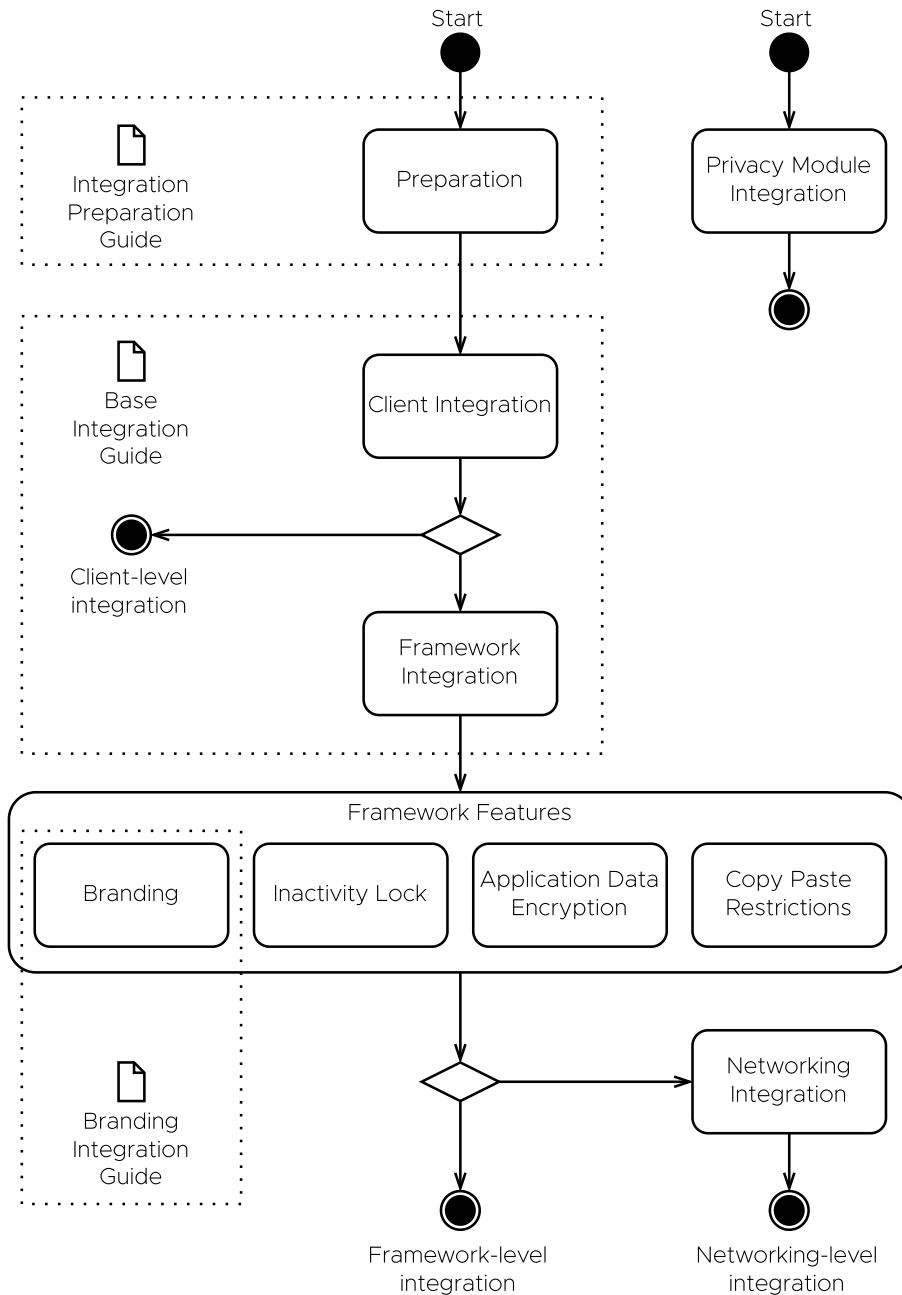 Start
Start
Integration
Preparation
Guide
Preparation
Privacy Module
Integration
Base
Integration
Guide
Client Integration
Client-level
integration
Framework
Integration
Framework Features
Branding
Inactivity Lock
Application Data
Encryption
Copy Paste
Restrictions
Branding
Integration
Guide
Networking
Integration
Framework-level
integration
Networking-level
integration